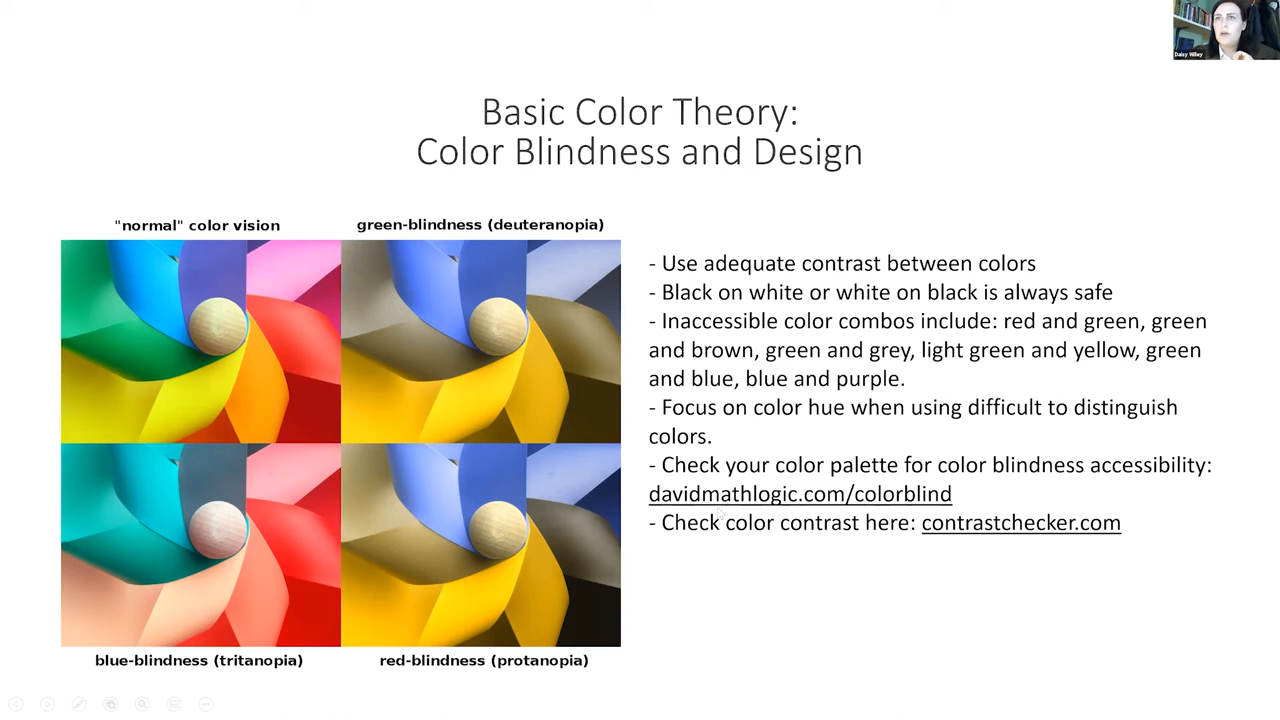 Daisy Wiley
Basic Color Theory:
Color Blindness and Design
"normal" color vision
green-blindness (deuteranopia)
blue-blindness (tritanopia)
red-blindness (protanopia)
- Use adequate contrast between colors
- Black on white or white on black is always safe
- Inaccessible color combos include: red and green, green
and brown, green and grey, light green and yellow, green
and blue, blue and purple.
- Focus on color hue when using difficult to distinguish
colors.
- Check your color palette for color blindness accessibility:
davidmathlogic.com/colorblind
- Check color contrast here: contrastchecker.com